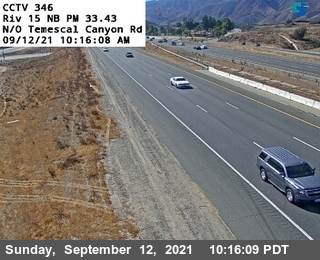 CCTV 346
Riv 15 NB PM 33.43
N/O Temescal Canyon Rd
09/12/21 10:16:08 AM
Sunday, September 12, 2021 10:16:09 PDT